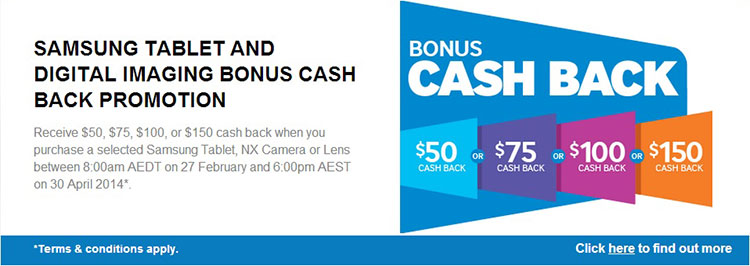 SAMSUNG TABLET AND
DIGITAL IMAGING BONUS CASH
BACK PROMOTION
Receive $50, $75, $100, or $150 cash back when you
purchase a selected Samsung Tablet, NX Camera or Lens
between 8:00am AEDT on 27 February and 6:00pm AEST
on 30 April 2014*.
BONUS
CASH BACK
$50 OR $75 OR $100 OR $150
CASH BACK CASH BACK CASH BACK CASH BACK
*Terms & conditions apply.
Click here to find out more